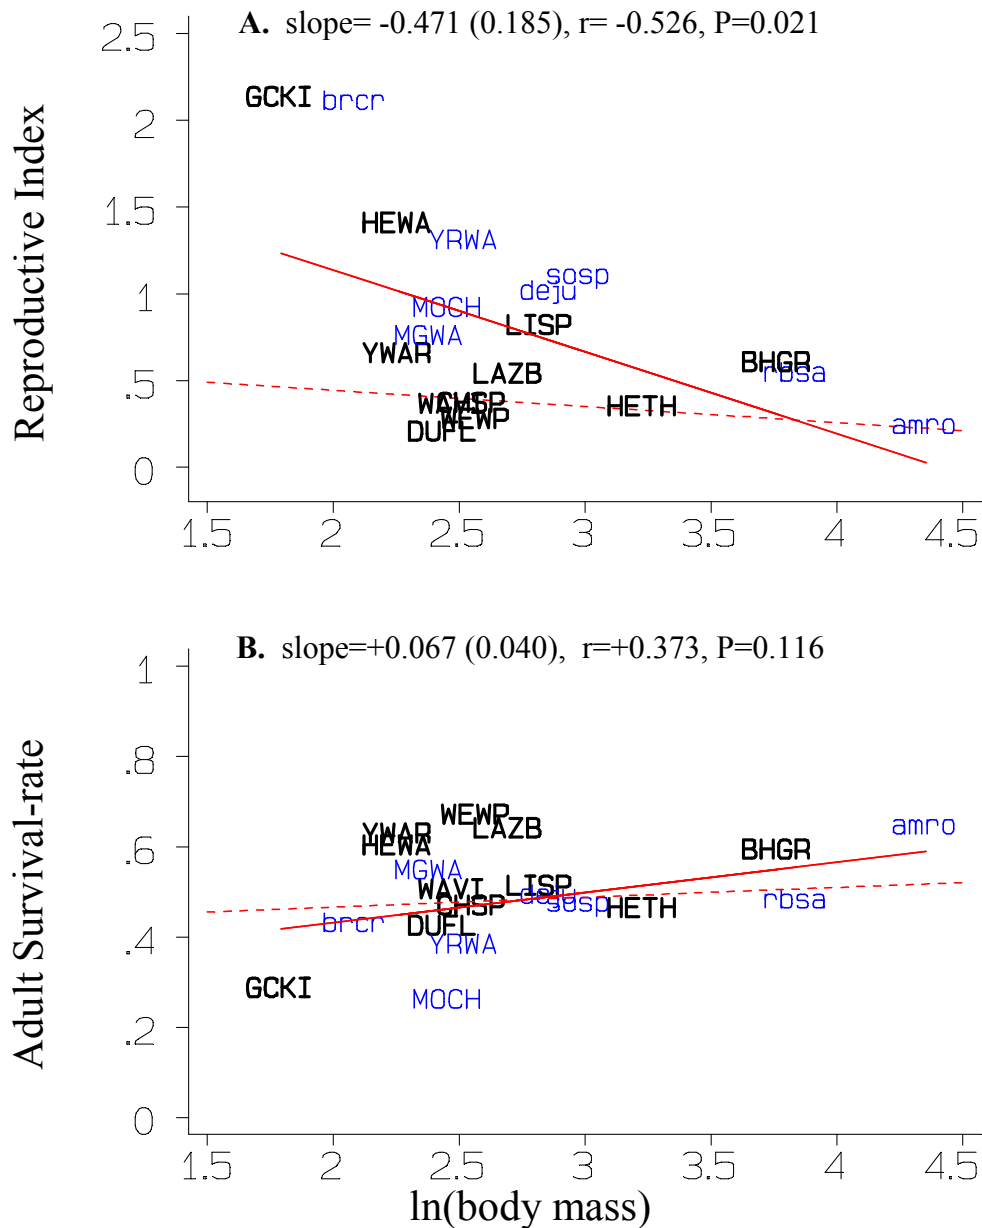 A. slope= -0.471 (0.185), r= -0.526, P=0.021
Reproductive Index
2.5
2
1.5
1
.5
0
GCKI brcr
HEWA YRWA
sosp
deju
MOCH
LISP
MGWA
YWAR
BHGR
LAZB rbsa
WAVI CHSP HETH
WEWP amro
DUFL
1.5 2 2.5 3 3.5 4 4.5
B. slope=+0.067 (0.040), r=+0.373, P=0.116
Adult Survival-rate
1
.8
.6
.4
.2
0
WEWP
YWAR LAZB amro
HEWA BHGR
MGWA
WAVI LISP
deju rbsa
CHSP sosp HETH
brcr DUFL
YRWA
GCKI
MOCH
1.5 2 2.5 3 3.5 4 4.5
ln(body mass)